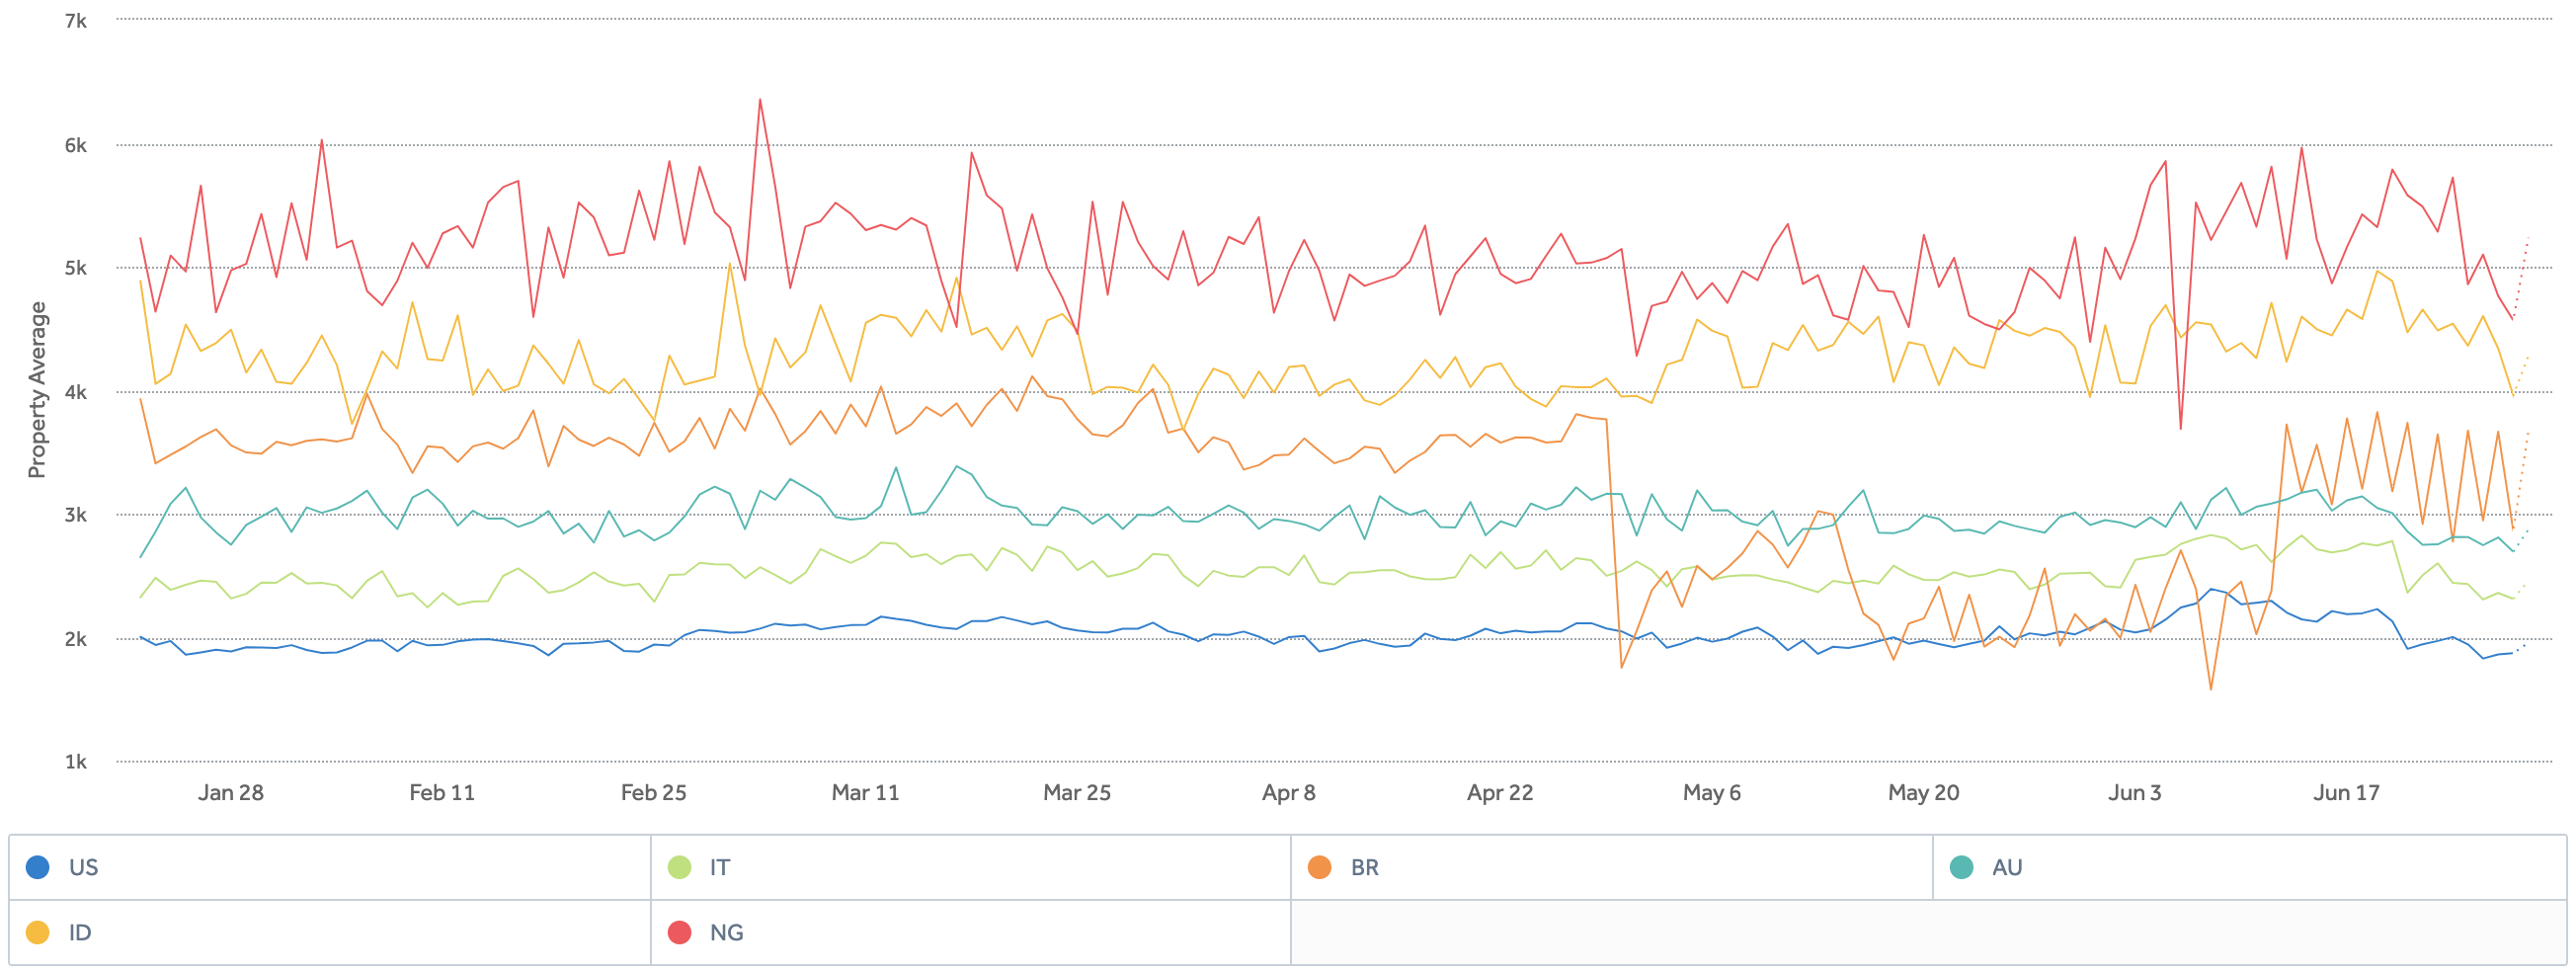 7k
6k
5k
4k
3k
2k
1k
Property Average
Jan 28 Feb 11 Feb 25 Mar 11 Mar 25 Apr 8 Apr 22 May 6 May 20 Jun 3 Jun 17
US IT BR AU
ID NG